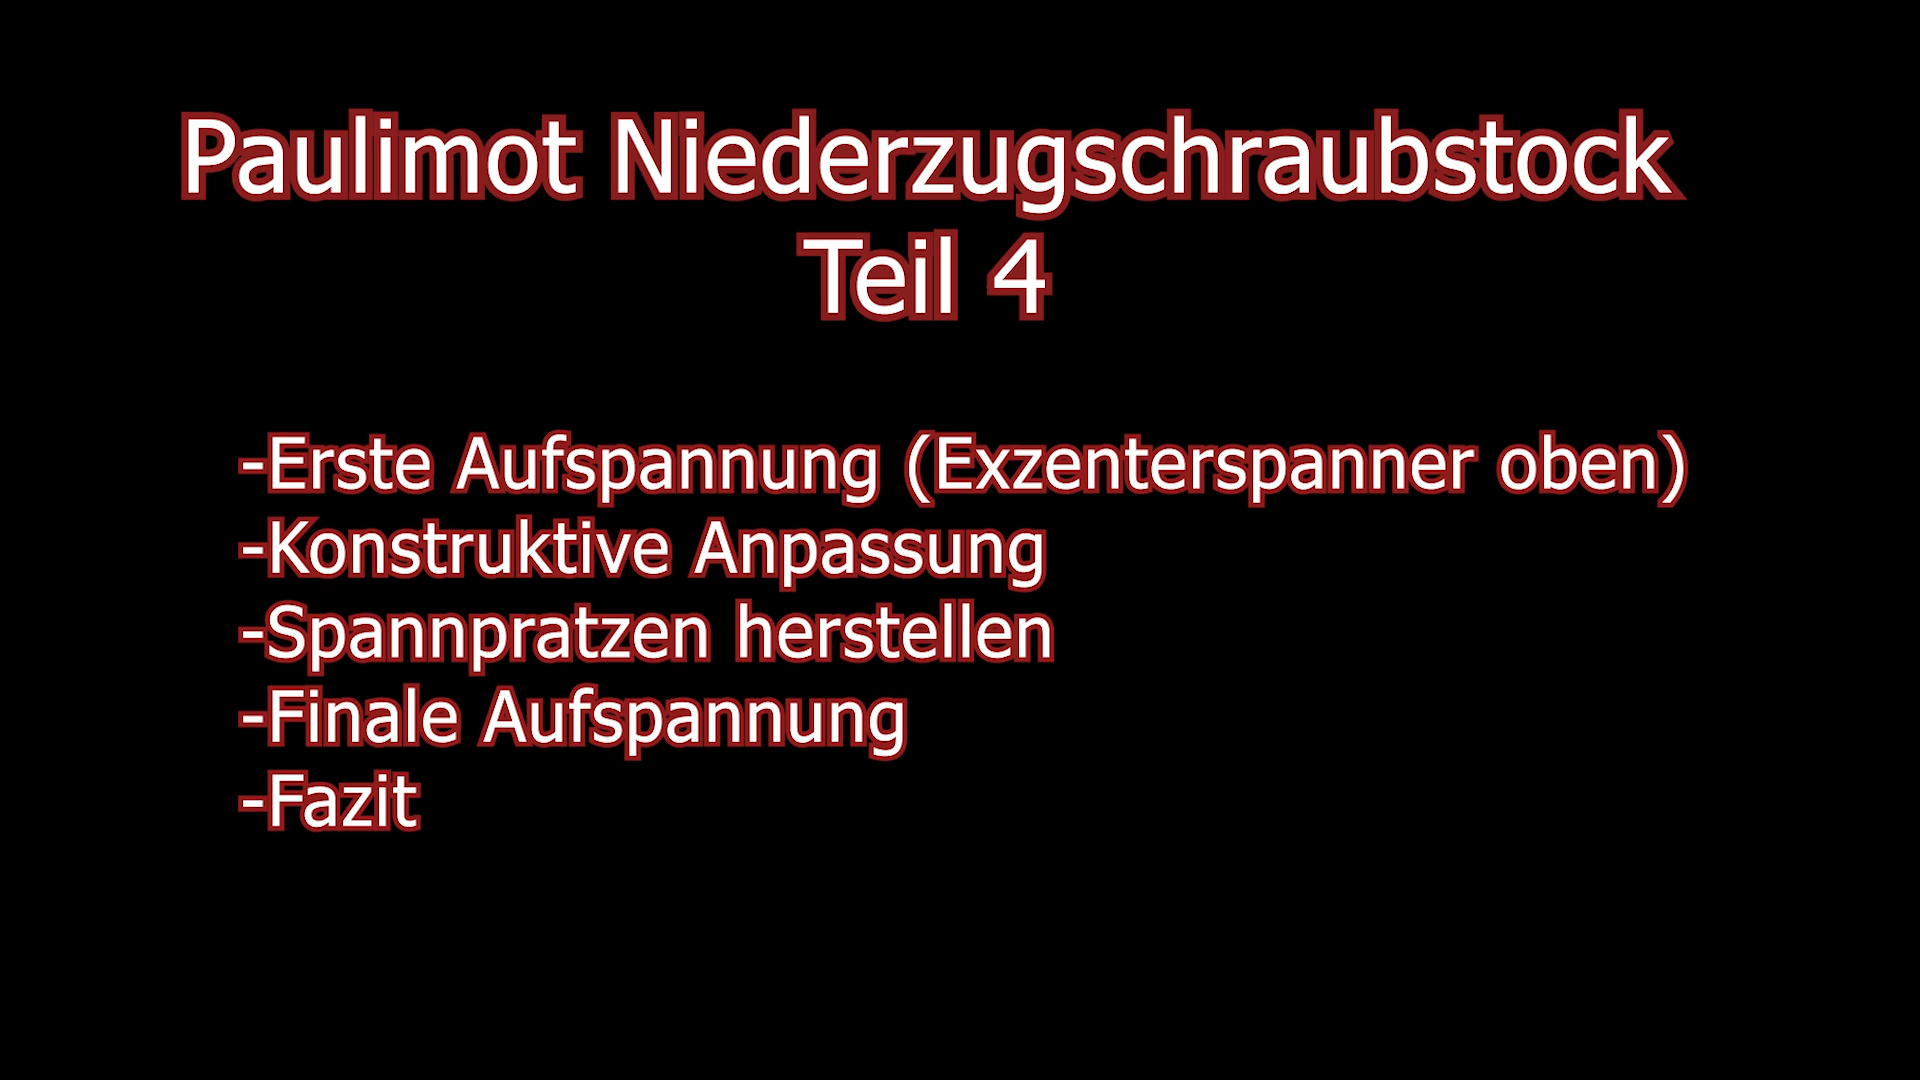 Paulimot Niederzugschraubstock
Teil 4
-Erste Aufspannung (Exzenterspanner oben)
-Konstruktive Anpassung
-Spannpratzen herstellen
-Finale Aufspannung
-Fazit